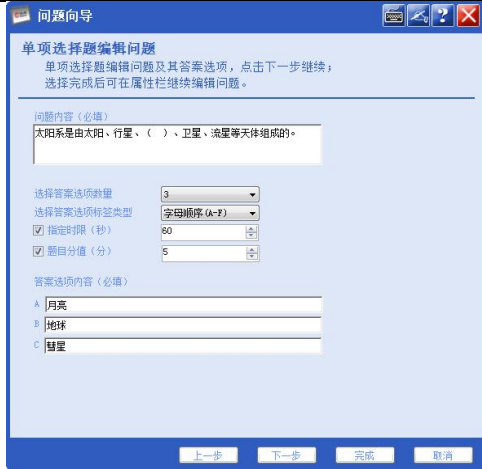 问题向导
单项选择题编辑问题
单项选择题编辑问题及其答案选项，点击下一步继续；
选择完成后可在属性栏继续编辑问题。
问题内容（必填）
太阳系是由太阳、行星、（　）、卫星、流星等天体组成的。
选择答案选项数量 3
选择答案选项标签类型 字母顺序(A-F)
指定时限（秒） 60
题目分值（分） 5
答案选项内容（必填）
A 月亮
B 地球
C 彗星
上一步 下一步 完成 取消